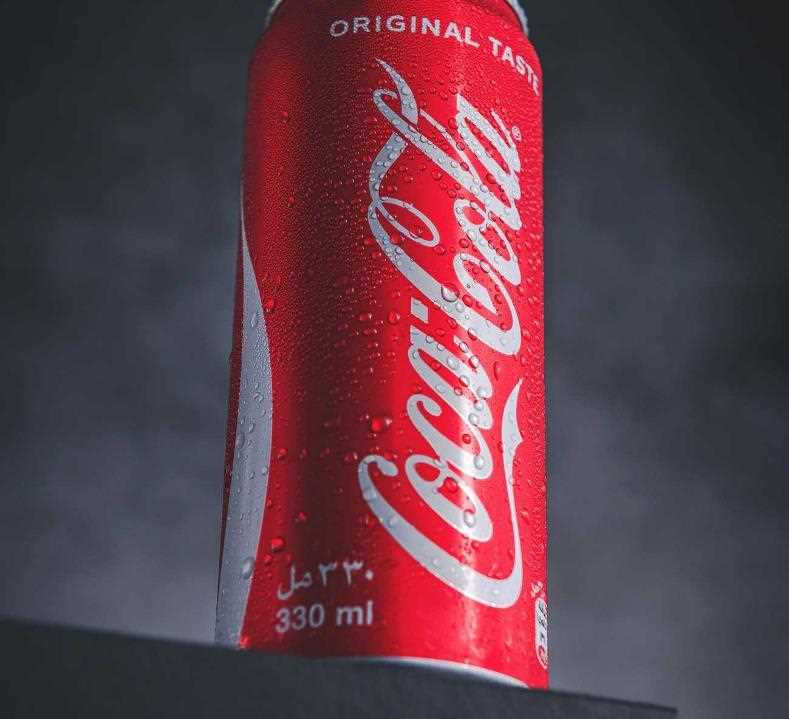 ORIGINAL TASTE
Coca-Cola®
٣٣٠ مل
330 ml